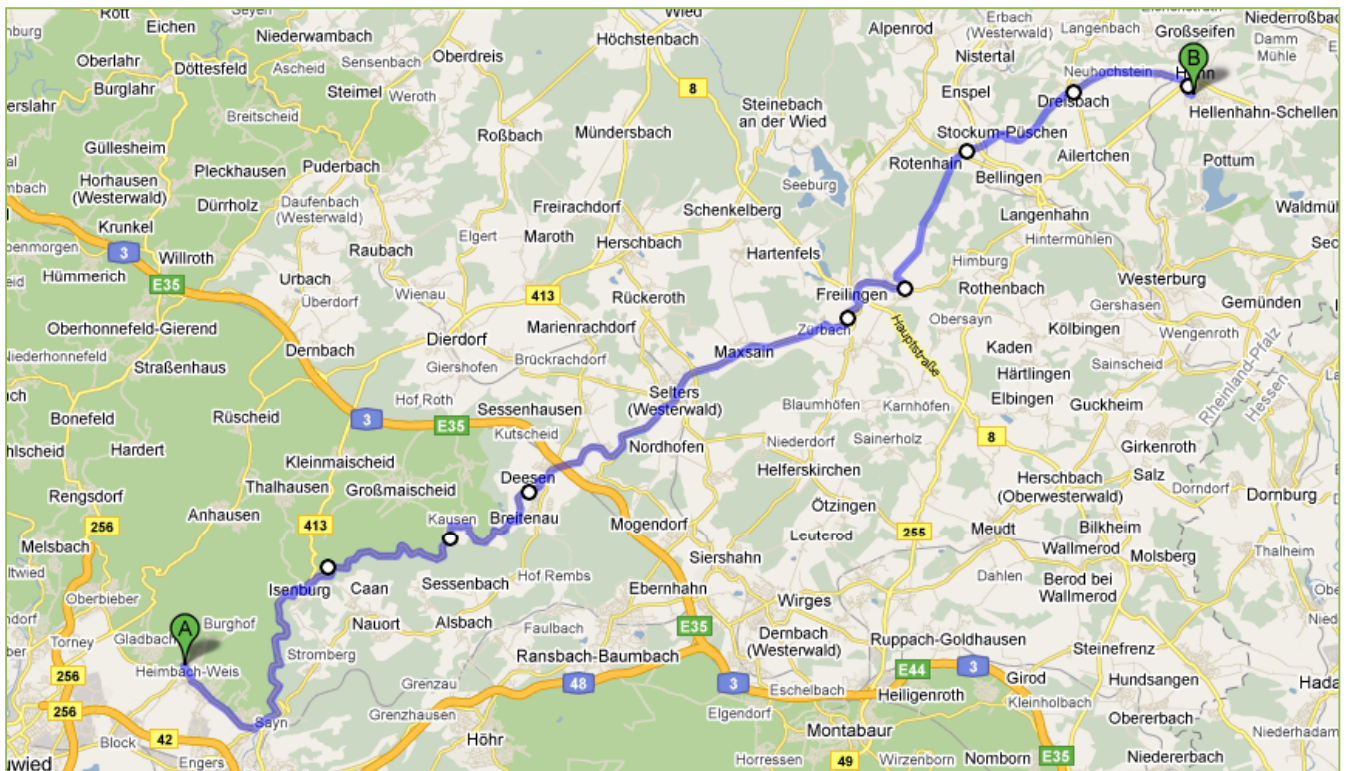 Rott
Seyen
Wied
Eichen
Niederwambach
Oberlahr
Döttesfeld
Ascheid
Sensenbach
Oberdreis
Höchstenbach
Burglahr
Steimel
Weroth
Breitscheid
Roßbach
Mündersbach
Güllesheim
Pleckhausen
Puderbach
Horhausen
(Westerwald)
Dürrholz
Daufenbach
(Westerwald)
Krunkel
Willroth
Hümmerich
Urbach
Überdorf
Raubach
Wienau
Elgert
Maroth
Freirachdorf
Herschbach
Schenkelberg
Hartenfels
Steinebach
an der Wied
Seeburg
Alpenrod
Erbach
(Westerwald)
Langenbach
Großseifen
Damm
Mühle
Nistertal
Neuhochstein
B
Enspel
Dreisbach
Hellenhahn-Schellen
Stockum-Püschen
Rotenhain
Ailertchen
Bellingen
Pottum
Langenhahn
Hintermühlen
Himburg
Westerburg
Rothenbach
Gershasen
Gemünden
Obersayn
Kölbingen
Wengenroth
Freilingen
Zürbach
Hauptstraße
Kaden
Härtlingen
Sainscheid
Rheinland-Pfalz
Hessen
Elbingen
Guckheim
8
3
E35
413
Rückeroth
Marienrachdorf
Oberhonnefeld-Gierend
Niederhonnefeld
Straßenhaus
Dernbach
Dierdorf
Giershofen
Brückrachdorf
Maxsain
Bonefeld
Rüscheid
Hof Roth
3
E35
Sessenhausen
Kutscheid
Selters
(Westerwald)
Blaumhöfen
Karnhöfen
8
Hardert
Kleinmaischeid
Nordhofen
Niederdorf
Sainerholz
Girkenroth
Rengsdorf
Thalhausen
Großmaischeid
Deesen
Helferskirchen
Herschbach
(Oberwesterwald)
Salz
Dorndorf
Dornburg
256
Anhausen
413
Kausen
Breitenau
Mogendorf
Ötzingen
Leuterod
255
Meudt
Bilkheim
Melsbach
Siershahn
Wallmerod
Molsberg
Thalheim
Isenburg
Caan
Sessenbach
Hof Rembs
Ebernhahn
Dahlen
Berod bei
Wallmerod
Oberbieber
Wirges
Torney
Burghof
A
Nauort
Alsbach
Faulbach
E35
Dernbach
(Westerwald)
Ruppach-Goldhausen
Steinefrenz
Heimbach-Weis
Stromberg
Ransbach-Baumbach
E44
3
Girod
Hundsangen
256
Grenzau
48
3
Eschelbach
Heiligenroth
Kleinholbach
256
Sayn
Grenzhausen
Elgendorf
Obererbach
42
Höhr
Montabaur
Block
Engers
49
Wirzenborn
Nomborn
E35
Niedererbach